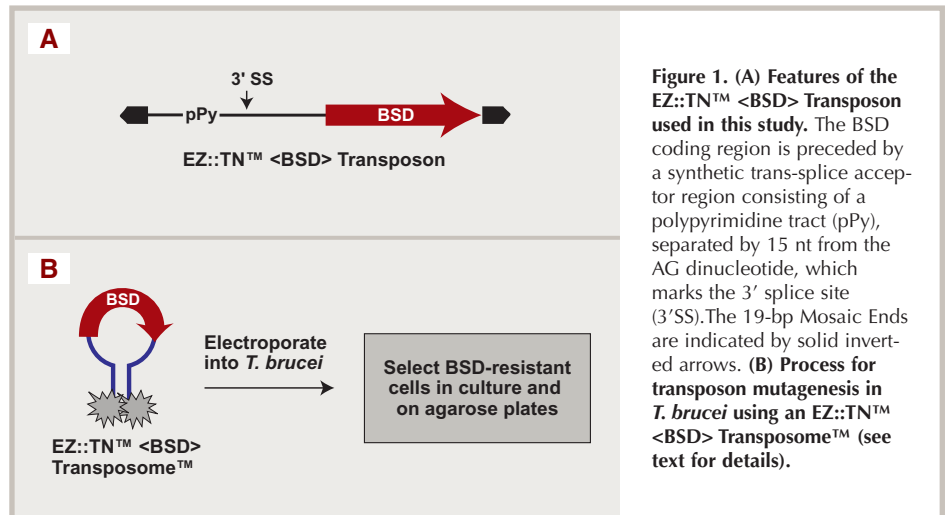 A
3' SS
pPy
BSD
EZ::TN™ <BSD> Transposon
B
BSD
Electroporate
into T. brucei
Select BSD-resistant
cells in culture and
on agarose plates
EZ::TN™ <BSD>
Transposome™
Figure 1. (A) Features of the
EZ::TN™ <BSD> Transposon
used in this study. The BSD
coding region is preceded by
a synthetic trans-splice accep-
tor region consisting of a
polypyrimidine tract (pPy),
separated by 15 nt from the
AG dinucleotide, which
marks the 3’ splice site
(3’SS).The 19-bp Mosaic Ends
are indicated by solid invert-
ed arrows. (B) Process for
transposon mutagenesis in
T. brucei using an EZ::TN™
<BSD> Transposome™ (see
text for details).